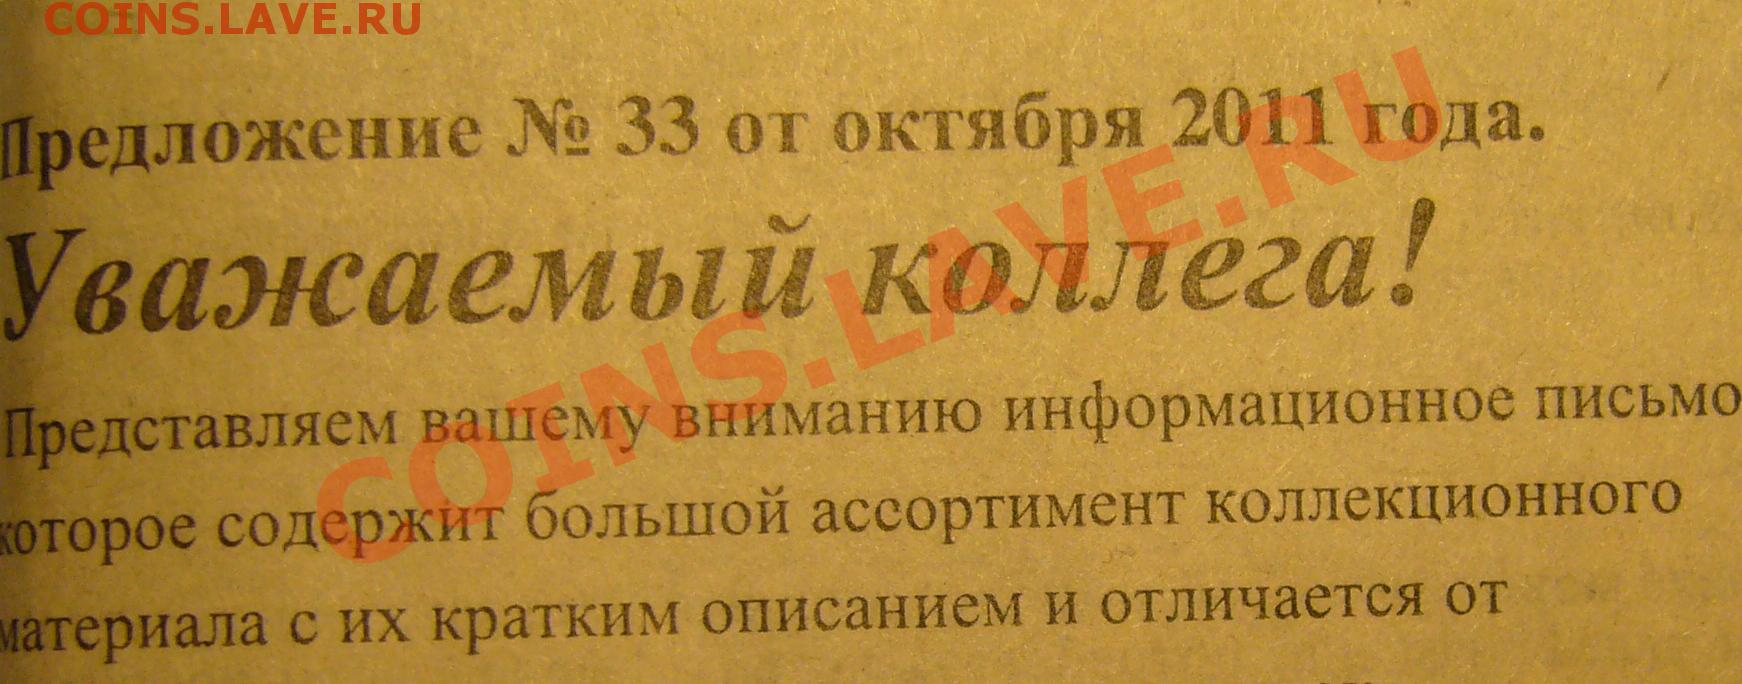 COINS.LAVE.RU
Предложение № 33 от октября 2011 года.
Уважаемый коллега!
Представляем вашему вниманию информационное письмо
которое содержит большой ассортимент коллекционного
материала с их кратким описанием и отличается от
COINS.LAVE.RU